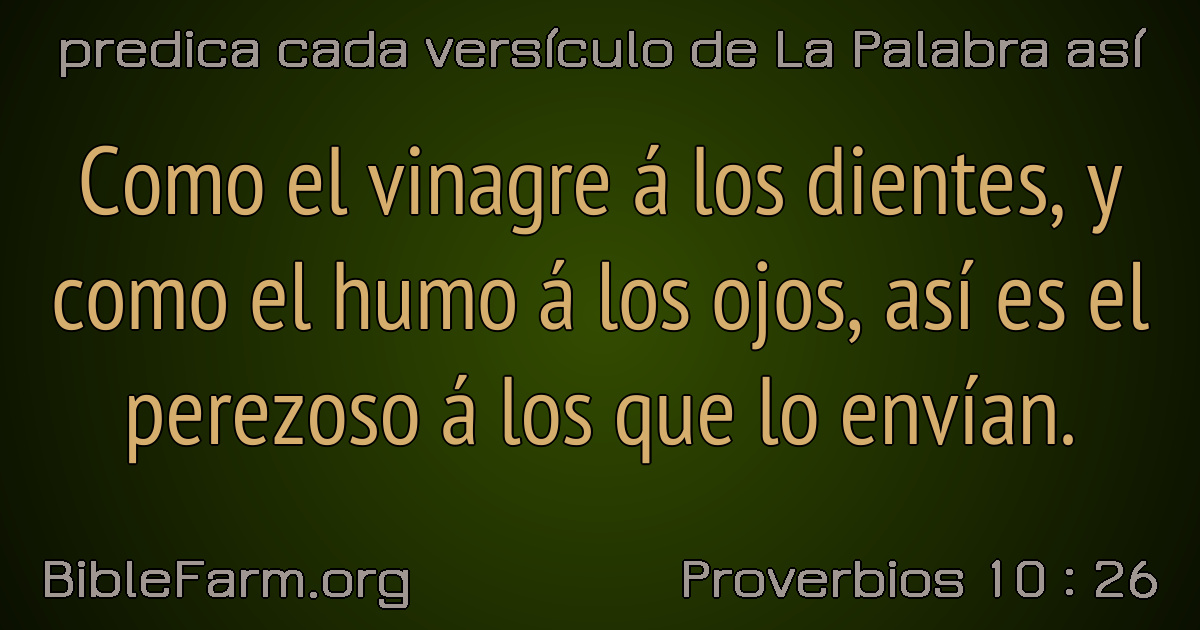 predica cada versículo de La Palabra así
Como el vinagre á los dientes, y
como el humo á los ojos, así es el
perezoso á los que lo envían.
BibleFarm.org
Proverbios 10 : 26